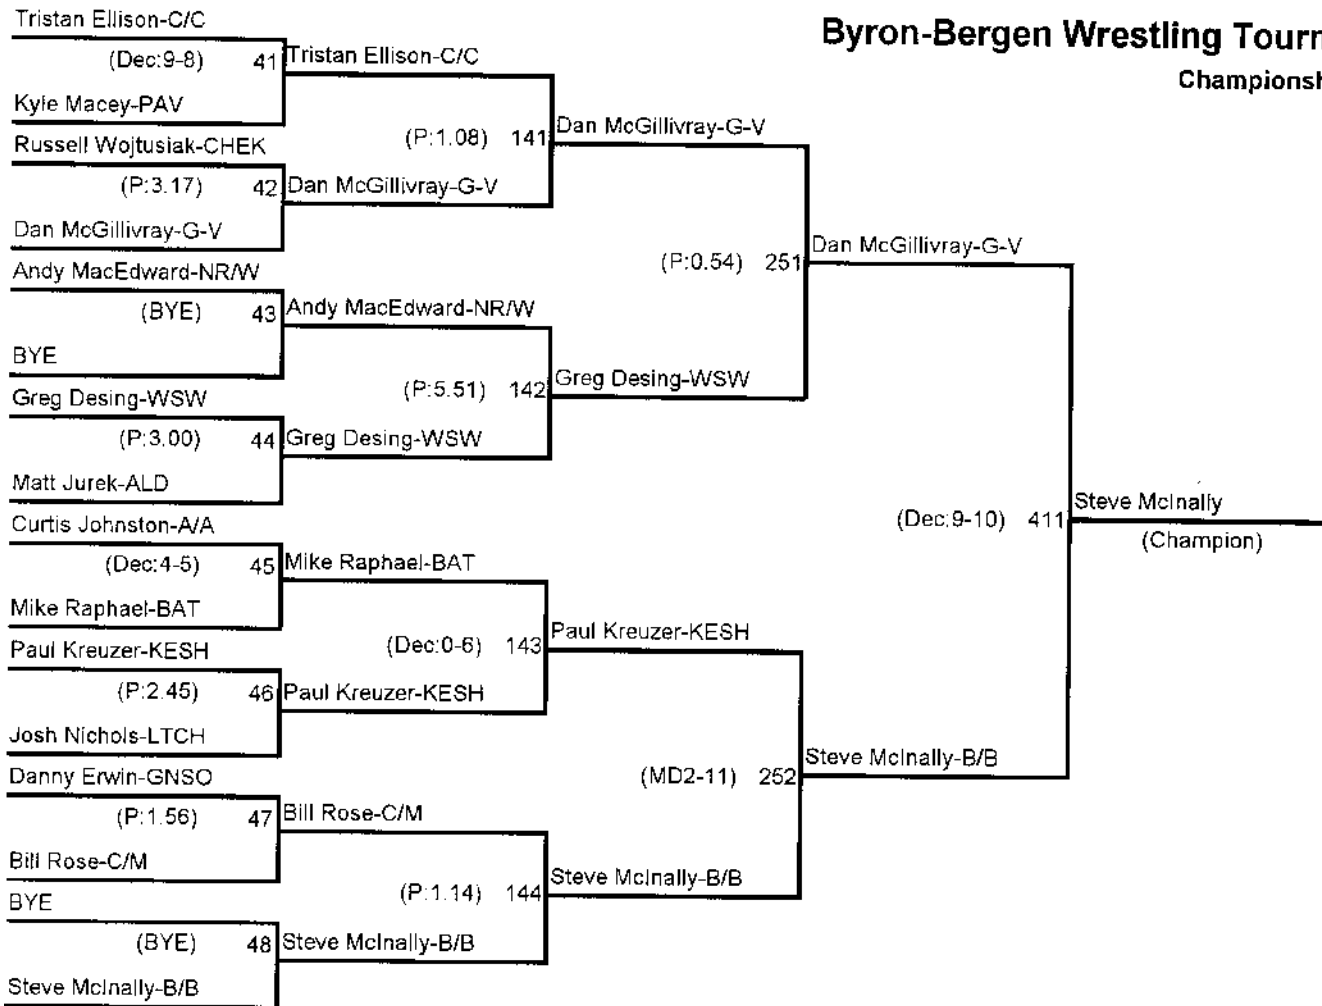 Byron-Bergen Wrestling Tourn
Championsh
Tristan Ellison-C/C
(Dec:9-8) 41 Tristan Ellison-C/C
Kyle Macey-PAV
(P:1.08) 141 Dan McGillivray-G-V
Russell Wojtusiak-CHEK
(P:3.17) 42 Dan McGillivray-G-V
Dan McGillivray-G-V
(P:0.54) 251 Dan McGillivray-G-V
Andy MacEdward-NR/W
(BYE) 43 Andy MacEdward-NR/W
BYE
(P:5.51) 142 Greg Desing-WSW
Greg Desing-WSW
(P:3.00) 44 Greg Desing-WSW
Matt Jurek-ALD
(Dec:9-10) 411 Steve McInally
(Champion)
Curtis Johnston-A/A
(Dec:4-5) 45 Mike Raphael-BAT
Mike Raphael-BAT
(Dec:0-6) 143 Paul Kreuzer-KESH
Paul Kreuzer-KESH
(P:2.45) 46 Paul Kreuzer-KESH
Josh Nichols-LTCH
(MD2-11) 252 Steve McInally-B/B
Danny Erwin-GNSO
(P:1.56) 47 Bill Rose-C/M
Bill Rose-C/M
(P:1.14) 144 Steve McInally-B/B
BYE
(BYE) 48 Steve McInally-B/B
Steve McInally-B/B